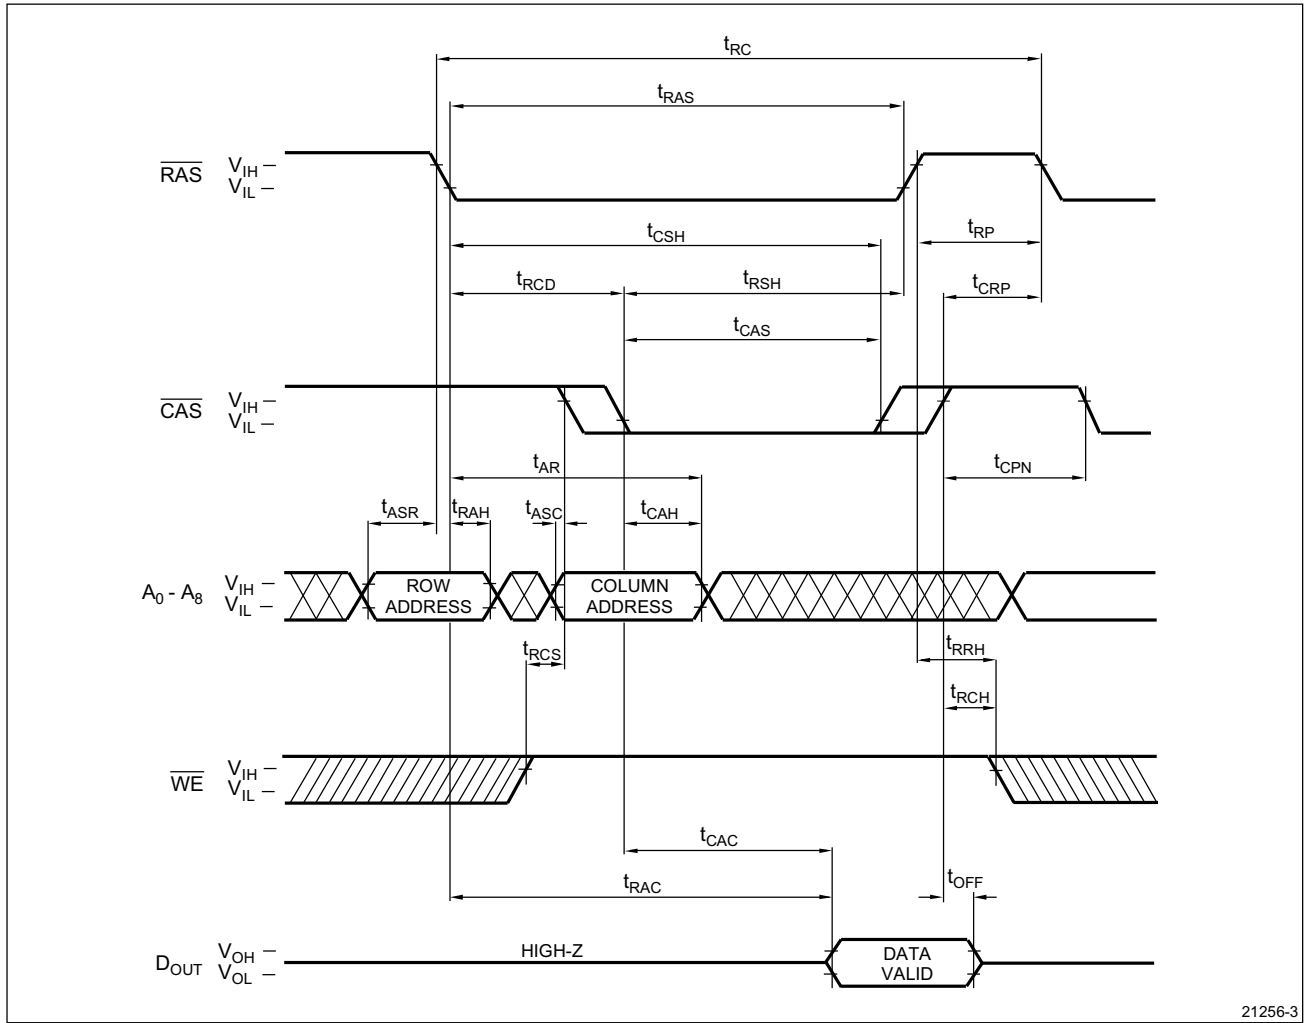 tRC
tRAS
RAS VIH
VIL
tCSH
tRP
tRCD
tRSH
tCRP
tCAS
CAS VIH
VIL
tAR
tCPN
tASR
tRAH
tASC
tCAH
A0 - A8 VIH
VIL
ROW
ADDRESS
COLUMN
ADDRESS
tRCS
tRRH
tRCH
WE VIH
VIL
tCAC
tRAC
tOFF
DOUT VOH
VOL
HIGH-Z
DATA
VALID
21256-3